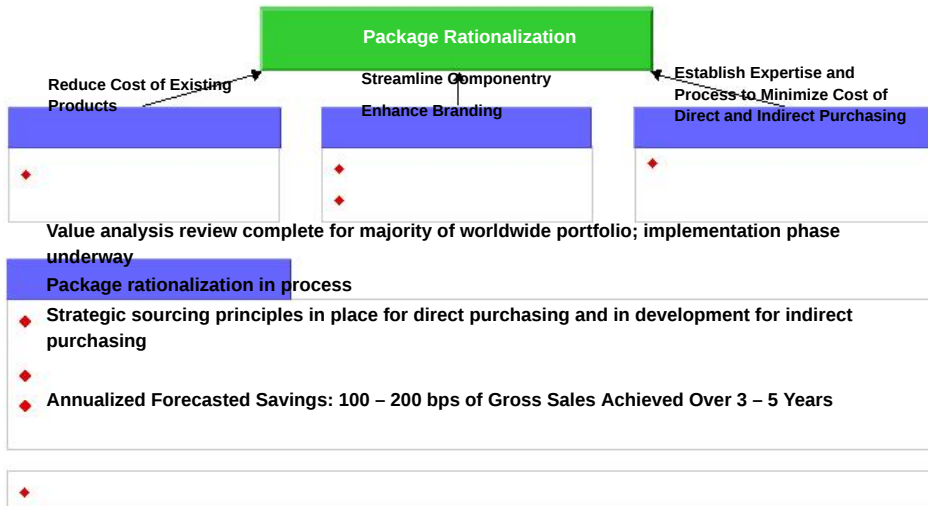 Package Rationalization
Reduce Cost of Existing
Products
Streamline Componentry
Enhance Branding
Establish Expertise and
Process to Minimize Cost of
Direct and Indirect Purchasing
Value analysis review complete for majority of worldwide portfolio; implementation phase
underway
Package rationalization in process
Strategic sourcing principles in place for direct purchasing and in development for indirect
purchasing
Annualized Forecasted Savings: 100 – 200 bps of Gross Sales Achieved Over 3 – 5 Years